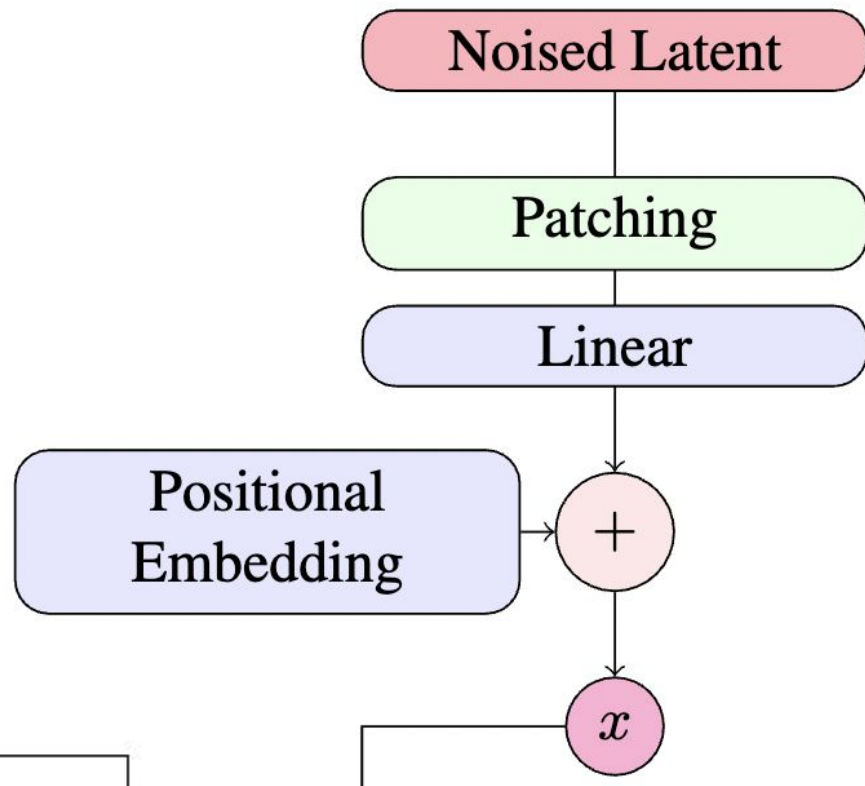 Noised Latent
Patching
Linear
Positional
Embedding
+
x